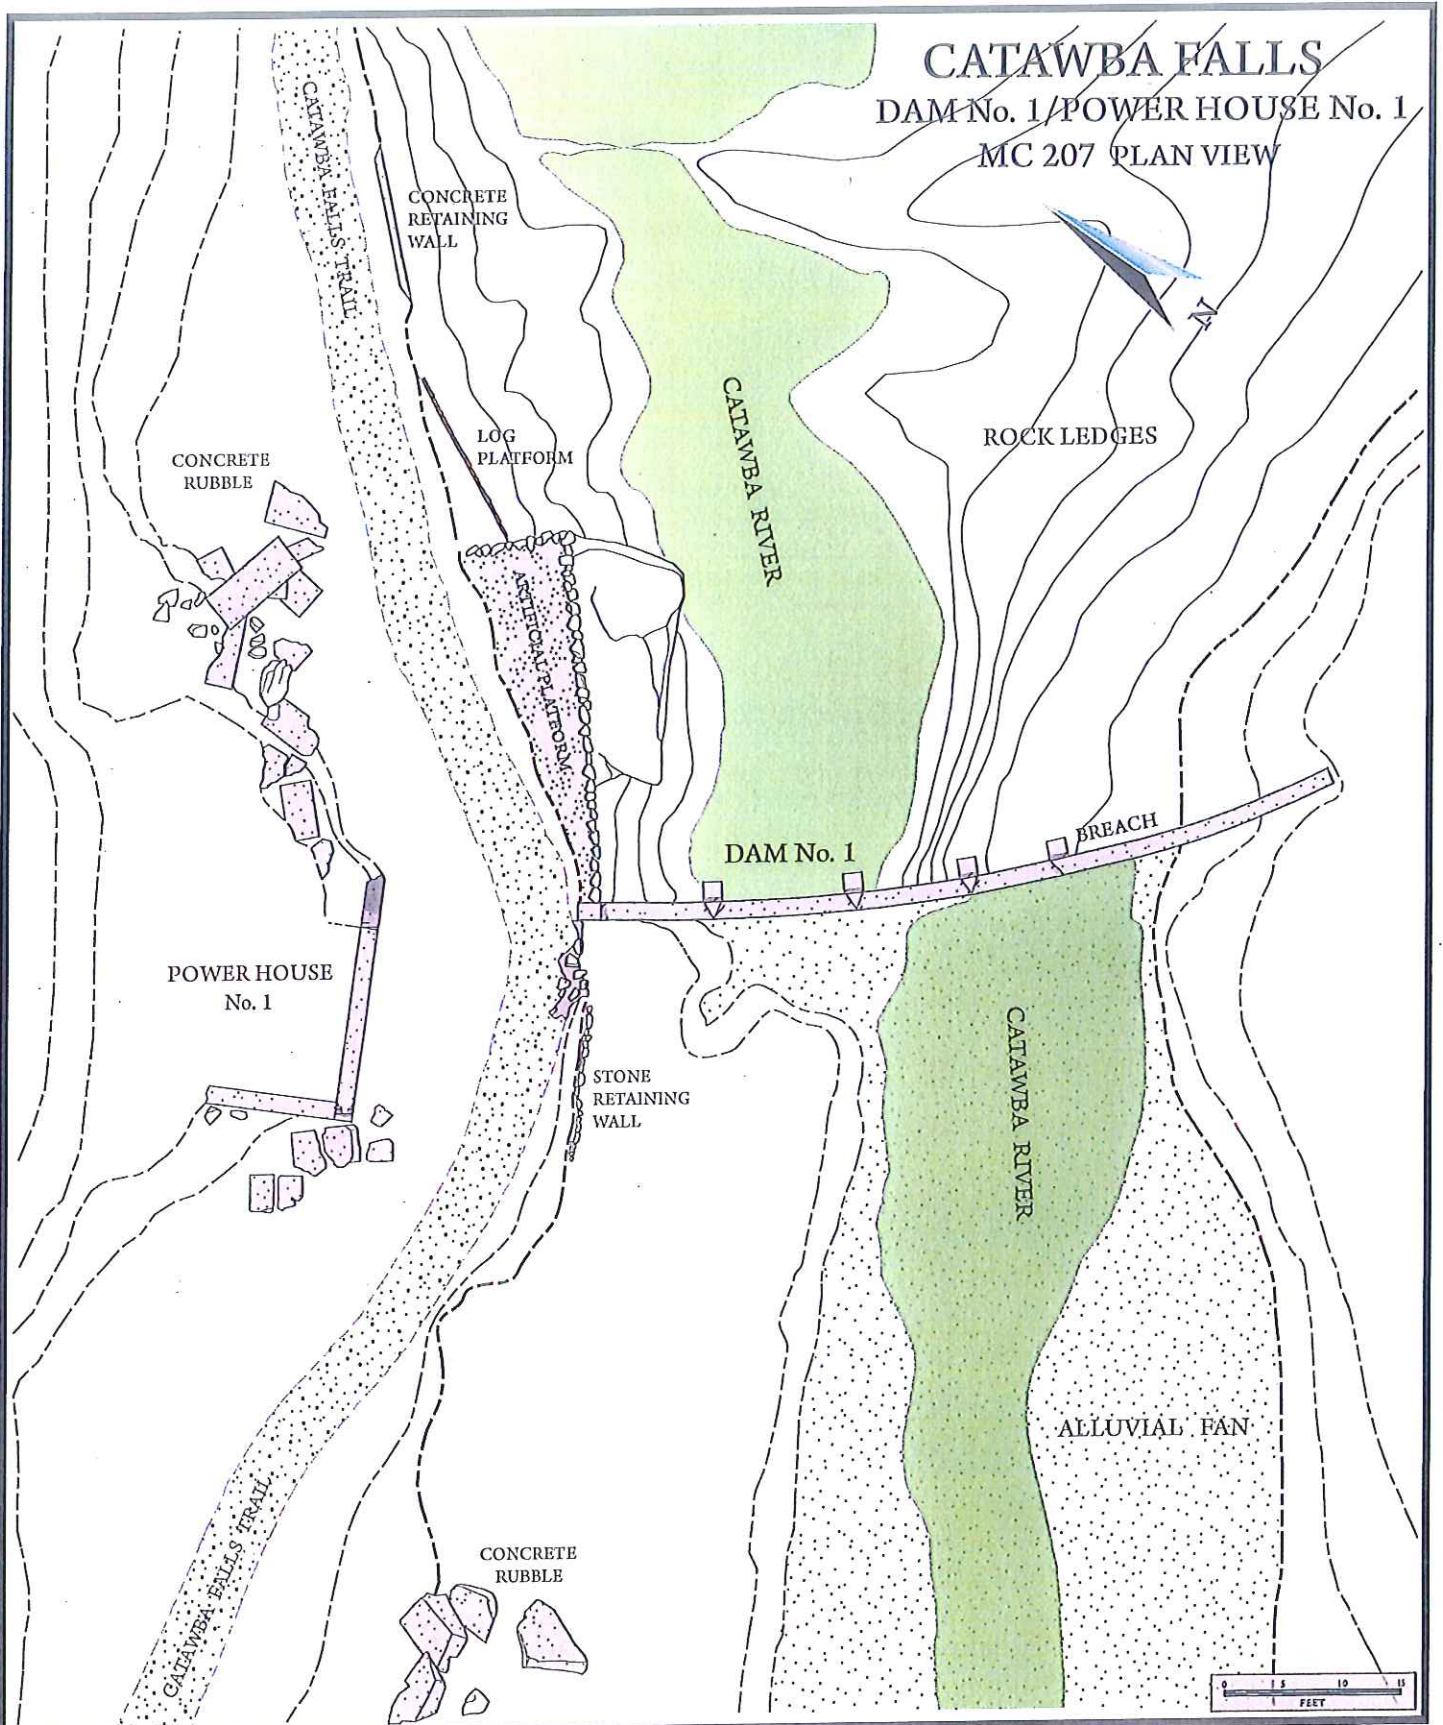 CATAWBA FALLS
DAM No. 1/POWER HOUSE No. 1
MC 207 PLAN VIEW
CATAWBA FALLS TRAIL
CONCRETE
RETAINING
WALL
N
LOG
PLATFORM
CATAWBA RIVER
ROCK LEDGES
CONCRETE
RUBBLE
ARTIFICIAL PLATFORM
DAM No. 1
BREACH
POWER HOUSE
No. 1
STONE
RETAINING
WALL
CATAWBA RIVER
ALLUVIAL FAN
CATAWBA FALLS TRAIL
CONCRETE
RUBBLE
0 5 10 15
FEET